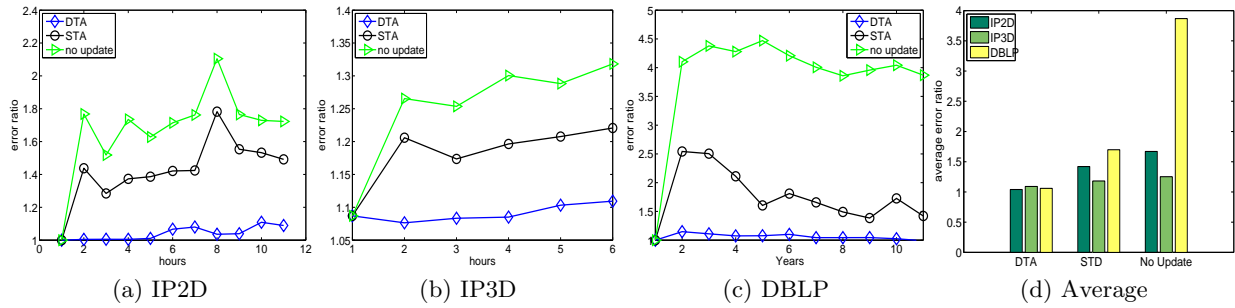 2.4
2.2
2
1.8
1.6
1.4
1.2
1
error ratio
DTA
STA
no update
0 2 4 6 8 10 12
hours
(a) IP2D
1.4
1.35
1.3
1.25
1.2
1.15
1.1
1.05
error ratio
DTA
STA
no update
1 2 3 4 5 6
hours
(b) IP3D
5
4.5
4
3.5
3
2.5
2
1.5
1
error ratio
DTA
STA
no update
2 4 6 8 10
Years
(c) DBLP
4
3.5
3
2.5
2
1.5
1
0.5
0
average error ratio
IP2D
IP3D
DBLP
DTA STD No Update
(d) Average